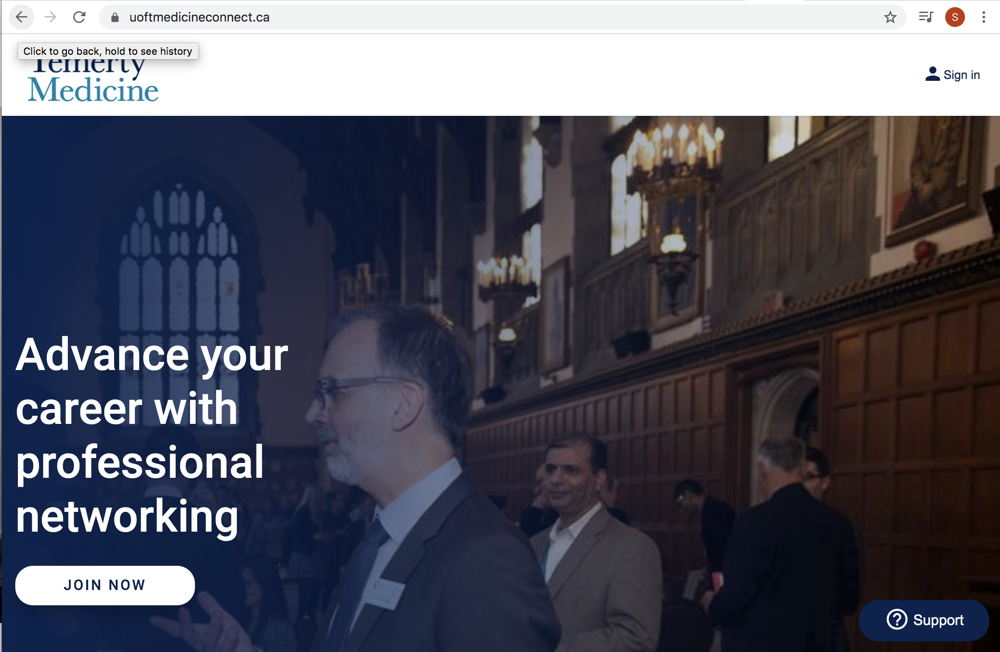 uoftmedicineconnect.ca
S
Click to go back, hold to see history
Temerty
Medicine
Sign in
Advance your
career with
professional
networking
JOIN NOW
Support